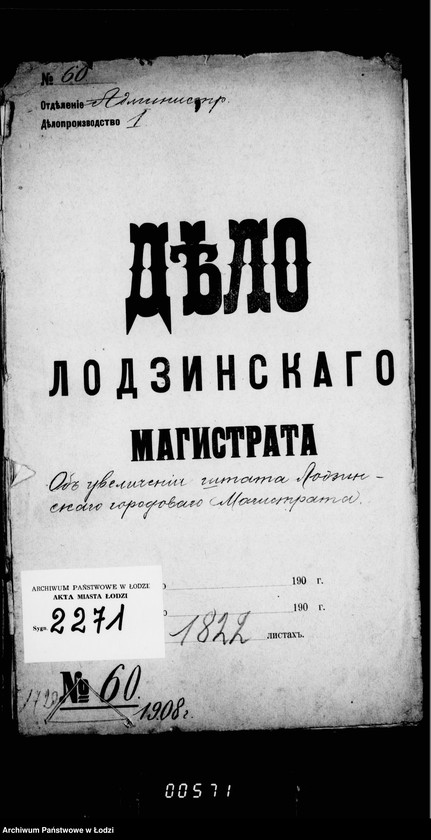 № 60
Отдѣленіе Администр.
Дѣлопроизводство 1
ДѢЛО
ЛОДЗИНСКАГО
МАГИСТРАТА
Объ увеличеніи штата Лодзин-
скаго городоваго Магистрата.
190 г.
190 г.
ARCHIWUM PAŃSTWOWE W ŁODZI
AKTA MIASTA ŁODZI
Sygn. 2271
1822 листахъ.
№ 60.
1908 г.
00571
Archiwum Państwowe w Łodzi